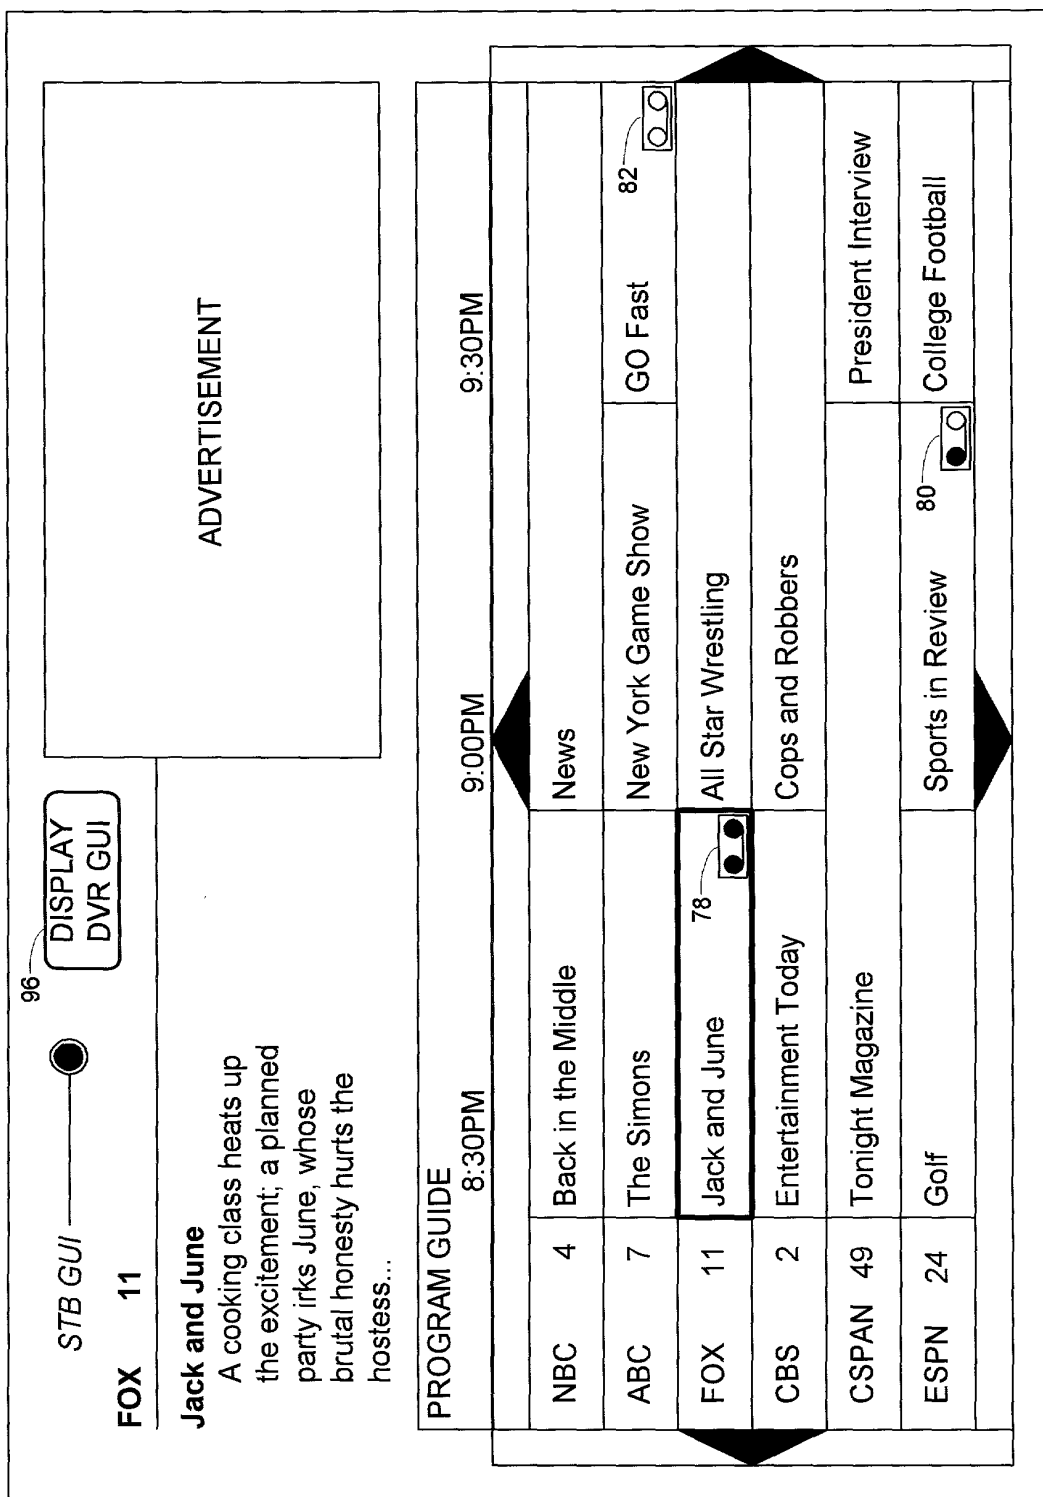 STB GUI
96
DISPLAY
DVR GUI
FOX 11
Jack and June
A cooking class heats up
the excitement; a planned
party irks June, whose
brutal honesty hurts the
hostess...
ADVERTISEMENT
PROGRAM GUIDE
8:30PM 9:00PM 9:30PM
NBC 4 Back in the Middle News
ABC 7 The Simons New York Game Show GO Fast 82
FOX 11 Jack and June 78 All Star Wrestling
CBS 2 Entertainment Today Cops and Robbers
CSPAN 49 Tonight Magazine President Interview
ESPN 24 Golf Sports in Review 80 College Football